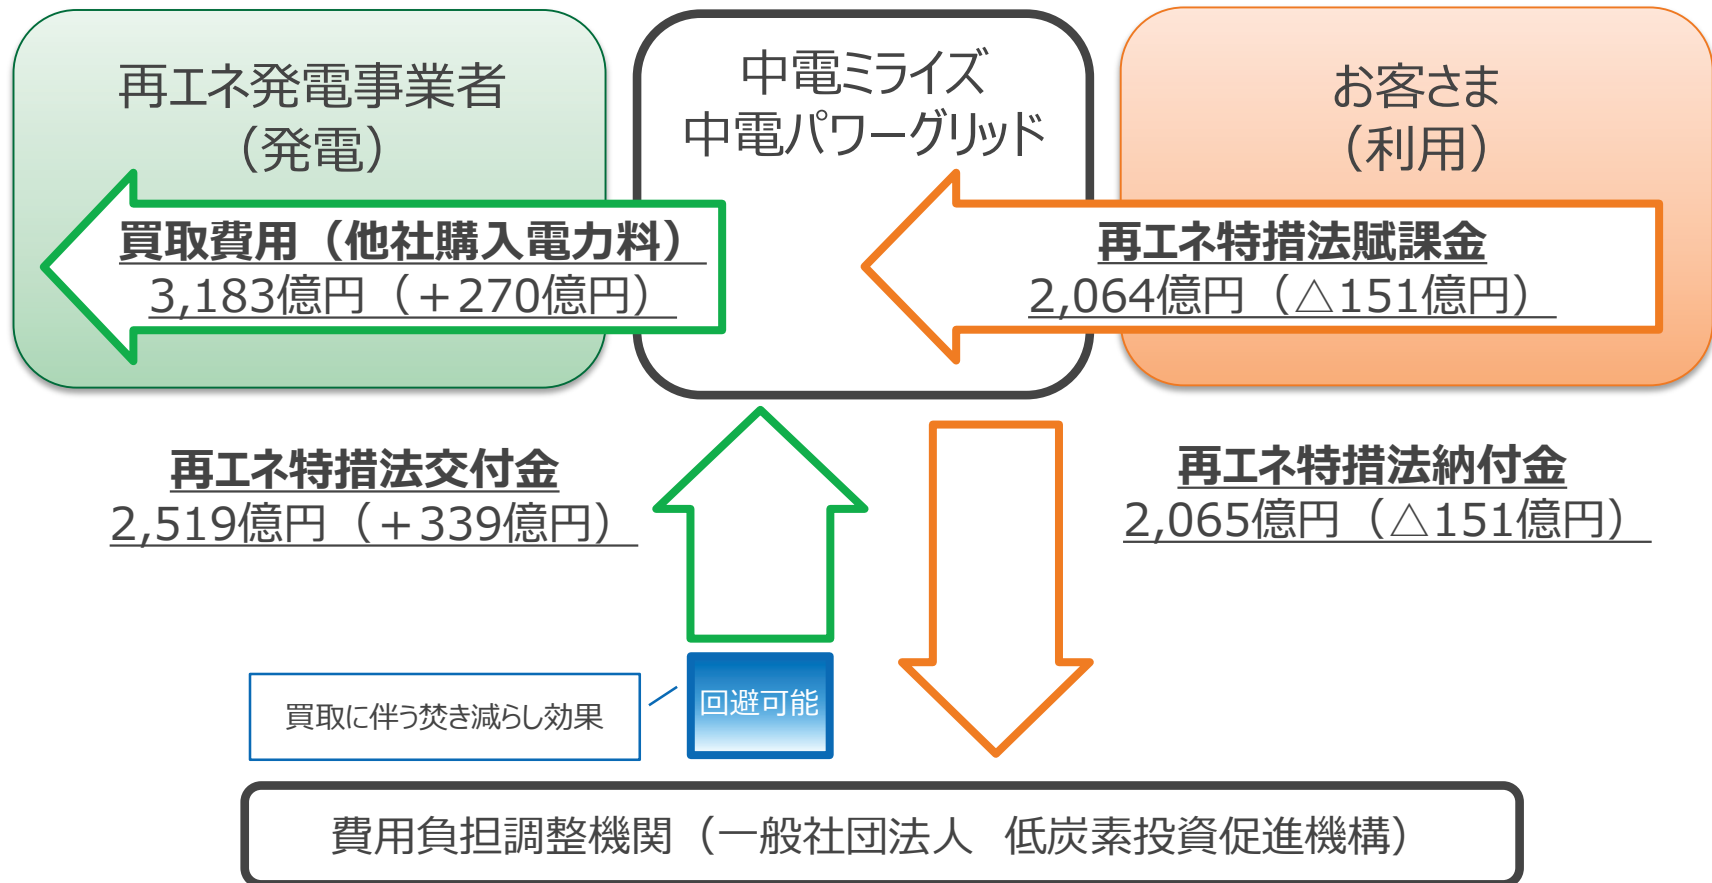 再エネ発電事業者
（発電）
中電ミライズ
中電パワーグリッド
お客さま
（利用）
買取費用（他社購入電力料）
3,183億円（＋270億円）
再エネ特措法賦課金
2,064億円（△151億円）
再エネ特措法交付金
2,519億円（＋339億円）
再エネ特措法納付金
2,065億円（△151億円）
買取に伴う焚き減らし効果
回避可能
費用負担調整機関（一般社団法人　低炭素投資促進機構）